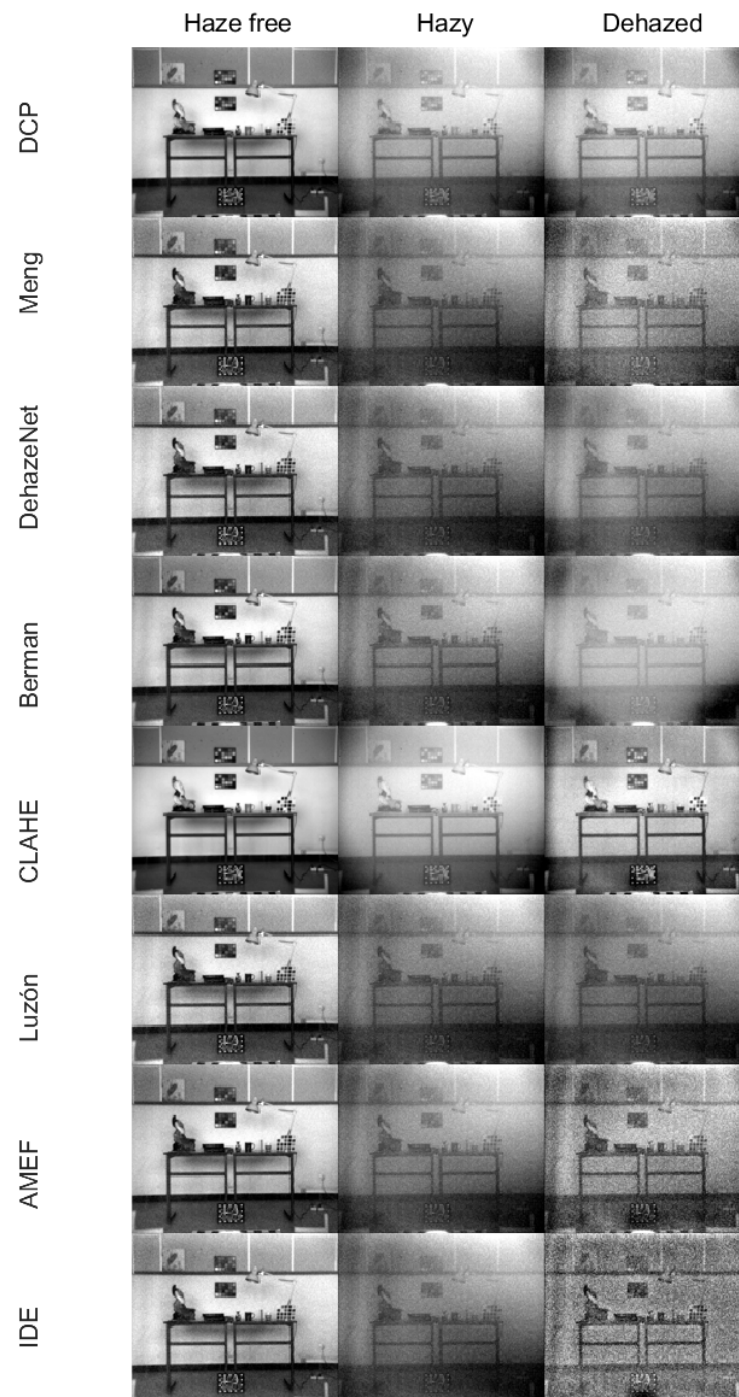 Haze free Hazy Dehazed
DCP
Meng
DehazeNet
Berman
CLAHE
Luzón
AMEF
IDE